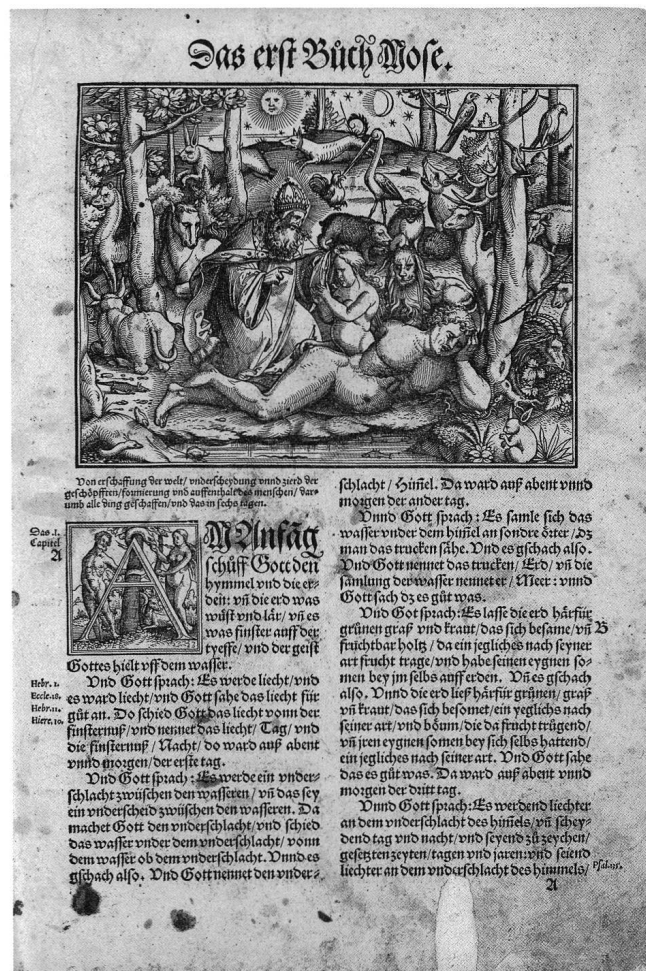 Das erst Bůch Mose.
Von erschaffung der welt/ vnderscheydung vnnd zierd der
geschöpfften/ formierung vnd auffenthalt des menschen/ dar-
umb alle ding geschaffen/ vnd das in sechs tagen.
Das .1.
Capitel
A
AM Anfāg
schůff Gott den
hymmel vnd die er-
den: vñ die erd was
wůst vnd lär/ vñ es
was finster auff der
tyeffe/ vnd der geist
Gottes hielt vff dem wasser.
Hebr. 1.
Eccle.18.
Hebr.11.
Hiere.10.
Vnd Gott sprach: Es werde liecht/ vnd
es ward liecht/ vnd Gott sahe das liecht für
gůt an. Do schied Gott das liecht vonn der
finsternuß/ vnd nennet das liecht/ Tag/ vnd
die finsternuß/ Nacht/ do ward auß abent
vnnd morgen/ der erste tag.
Vnd Gott sprach: Es werde ein vnder-
schlacht zwüschen den wasseren/ vñ das sey
ein vnderscheid zwüschen den wasseren. Da
machet Gott den vnderschlacht/ vnd schied
das wasser vnder dem vnderschlacht/ vonn
dem wasser ob dem vnderschlacht. Vnnd es
gschach also. Vnd Gott nennet den vnder-
schlacht/ Him̃el. Da ward auß abent vnnd
morgen der ander tag.
Vnnd Gott sprach: Es samle sich das
wasser vnder dem him̃el an sondre örter/ dz
man das trucken sähe. Vnd es gschach also.
Vnd Gott nennet das trucken/ Erd/ vñ die
samlung der wasser nennet er/ Meer: vnnd
Gott sach dz es gůt was.
Vnd Got sprach: Es lasse die erd härfür
grůnen graß vnd kraut/ das sich besame/ vñ
B
fruchtbar holtz/ da ein jegliches nach seyner
art frucht trage/ vnd habe seinen eygnen so-
men bey jm selbs auff erden. Vñ es gschach
also. Vnnd die erd ließ härfür grůnen/ graß
vñ kraut/ das sich besomet/ ein yeglichs nach
seiner art/ vnd böum/ die da frucht trůgend/
vñ jren eygnen somen bey sich selbs hattend/
ein jegliches nach seiner art. Vnd Gott sahe
das es gůt was. Da ward auß abent vnnd
morgen der dritt tag.
Vnnd Gott sprach: Es werdend liechter
an dem vnderschlacht des him̃els/ vñ schey-
dend tag vnd nacht/ vnd seyend zů zeychen/
gesetzten zeyten/ tagen vnd jaren: vnd seiend
liechter an dem vnderschlacht des himmels/
A